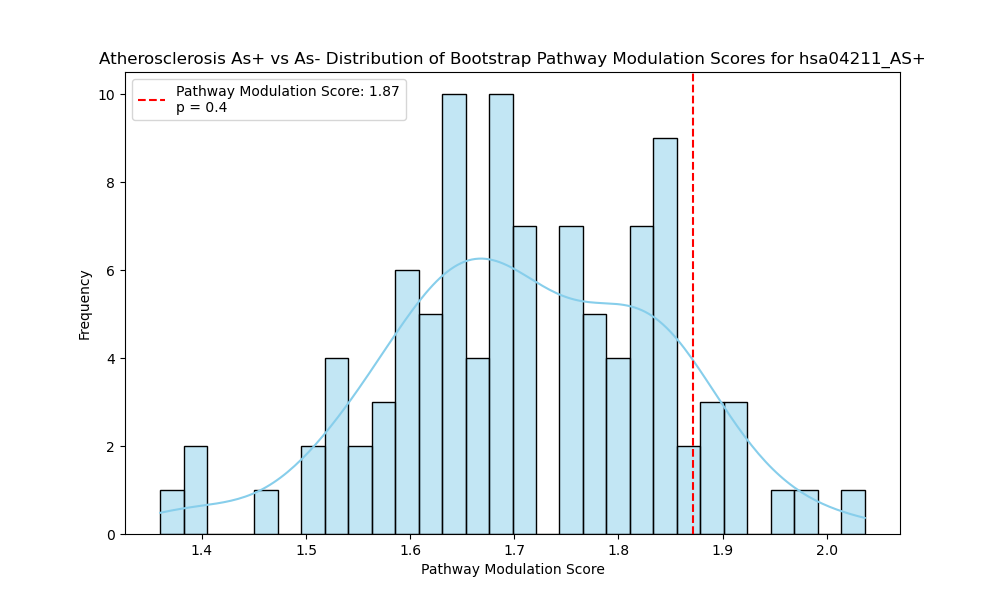 Atherosclerosis As+ vs As- Distribution of Bootstrap Pathway Modulation Scores for hsa04211_AS+
Pathway Modulation Score: 1.87
p = 0.4
10
8
6
4
2
0
Frequency
1.4 1.5 1.6 1.7 1.8 1.9 2.0
Pathway Modulation Score